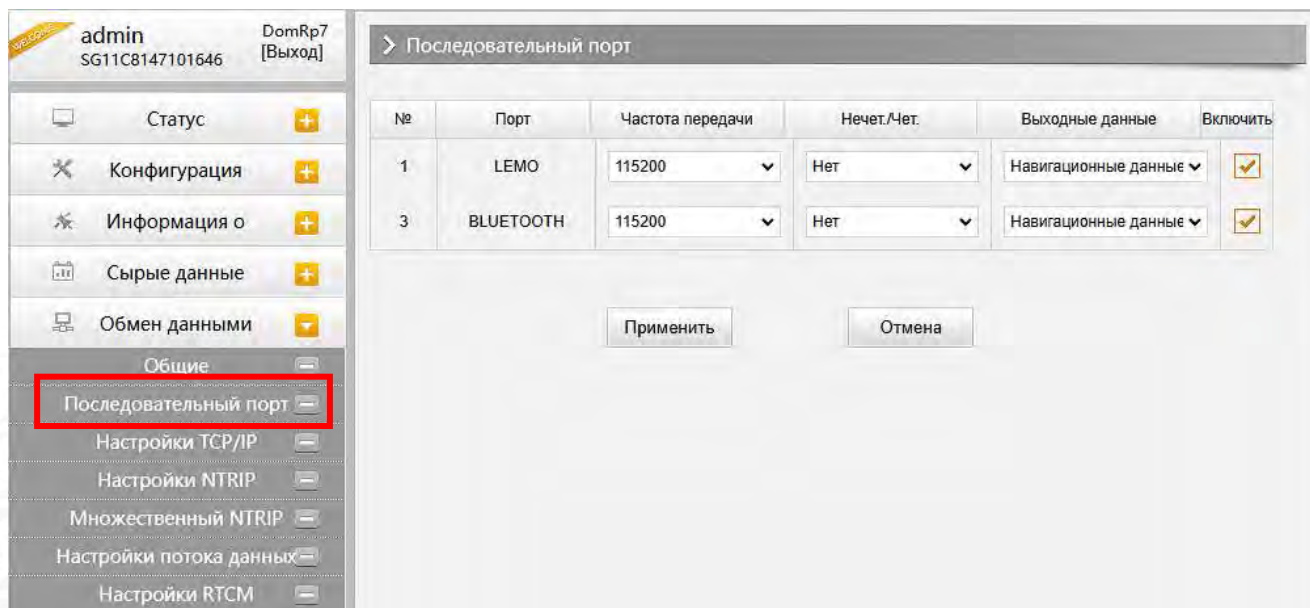 WELCOME
admin
SG11C8147101646
DomRp7
[Выход]
Статус
Конфигурация
Информация о
Сырые данные
Обмен данными
Общие
Последовательный порт
Настройки TCP/IP
Настройки NTRIP
Множественный NTRIP
Настройки потока данных
Настройки RTCM
Последовательный порт
№ Порт Частота передачи Нечет./Чет. Выходные данные Включить
1 LEMO 115200 Нет Навигационные данные
3 BLUETOOTH 115200 Нет Навигационные данные
Применить Отмена